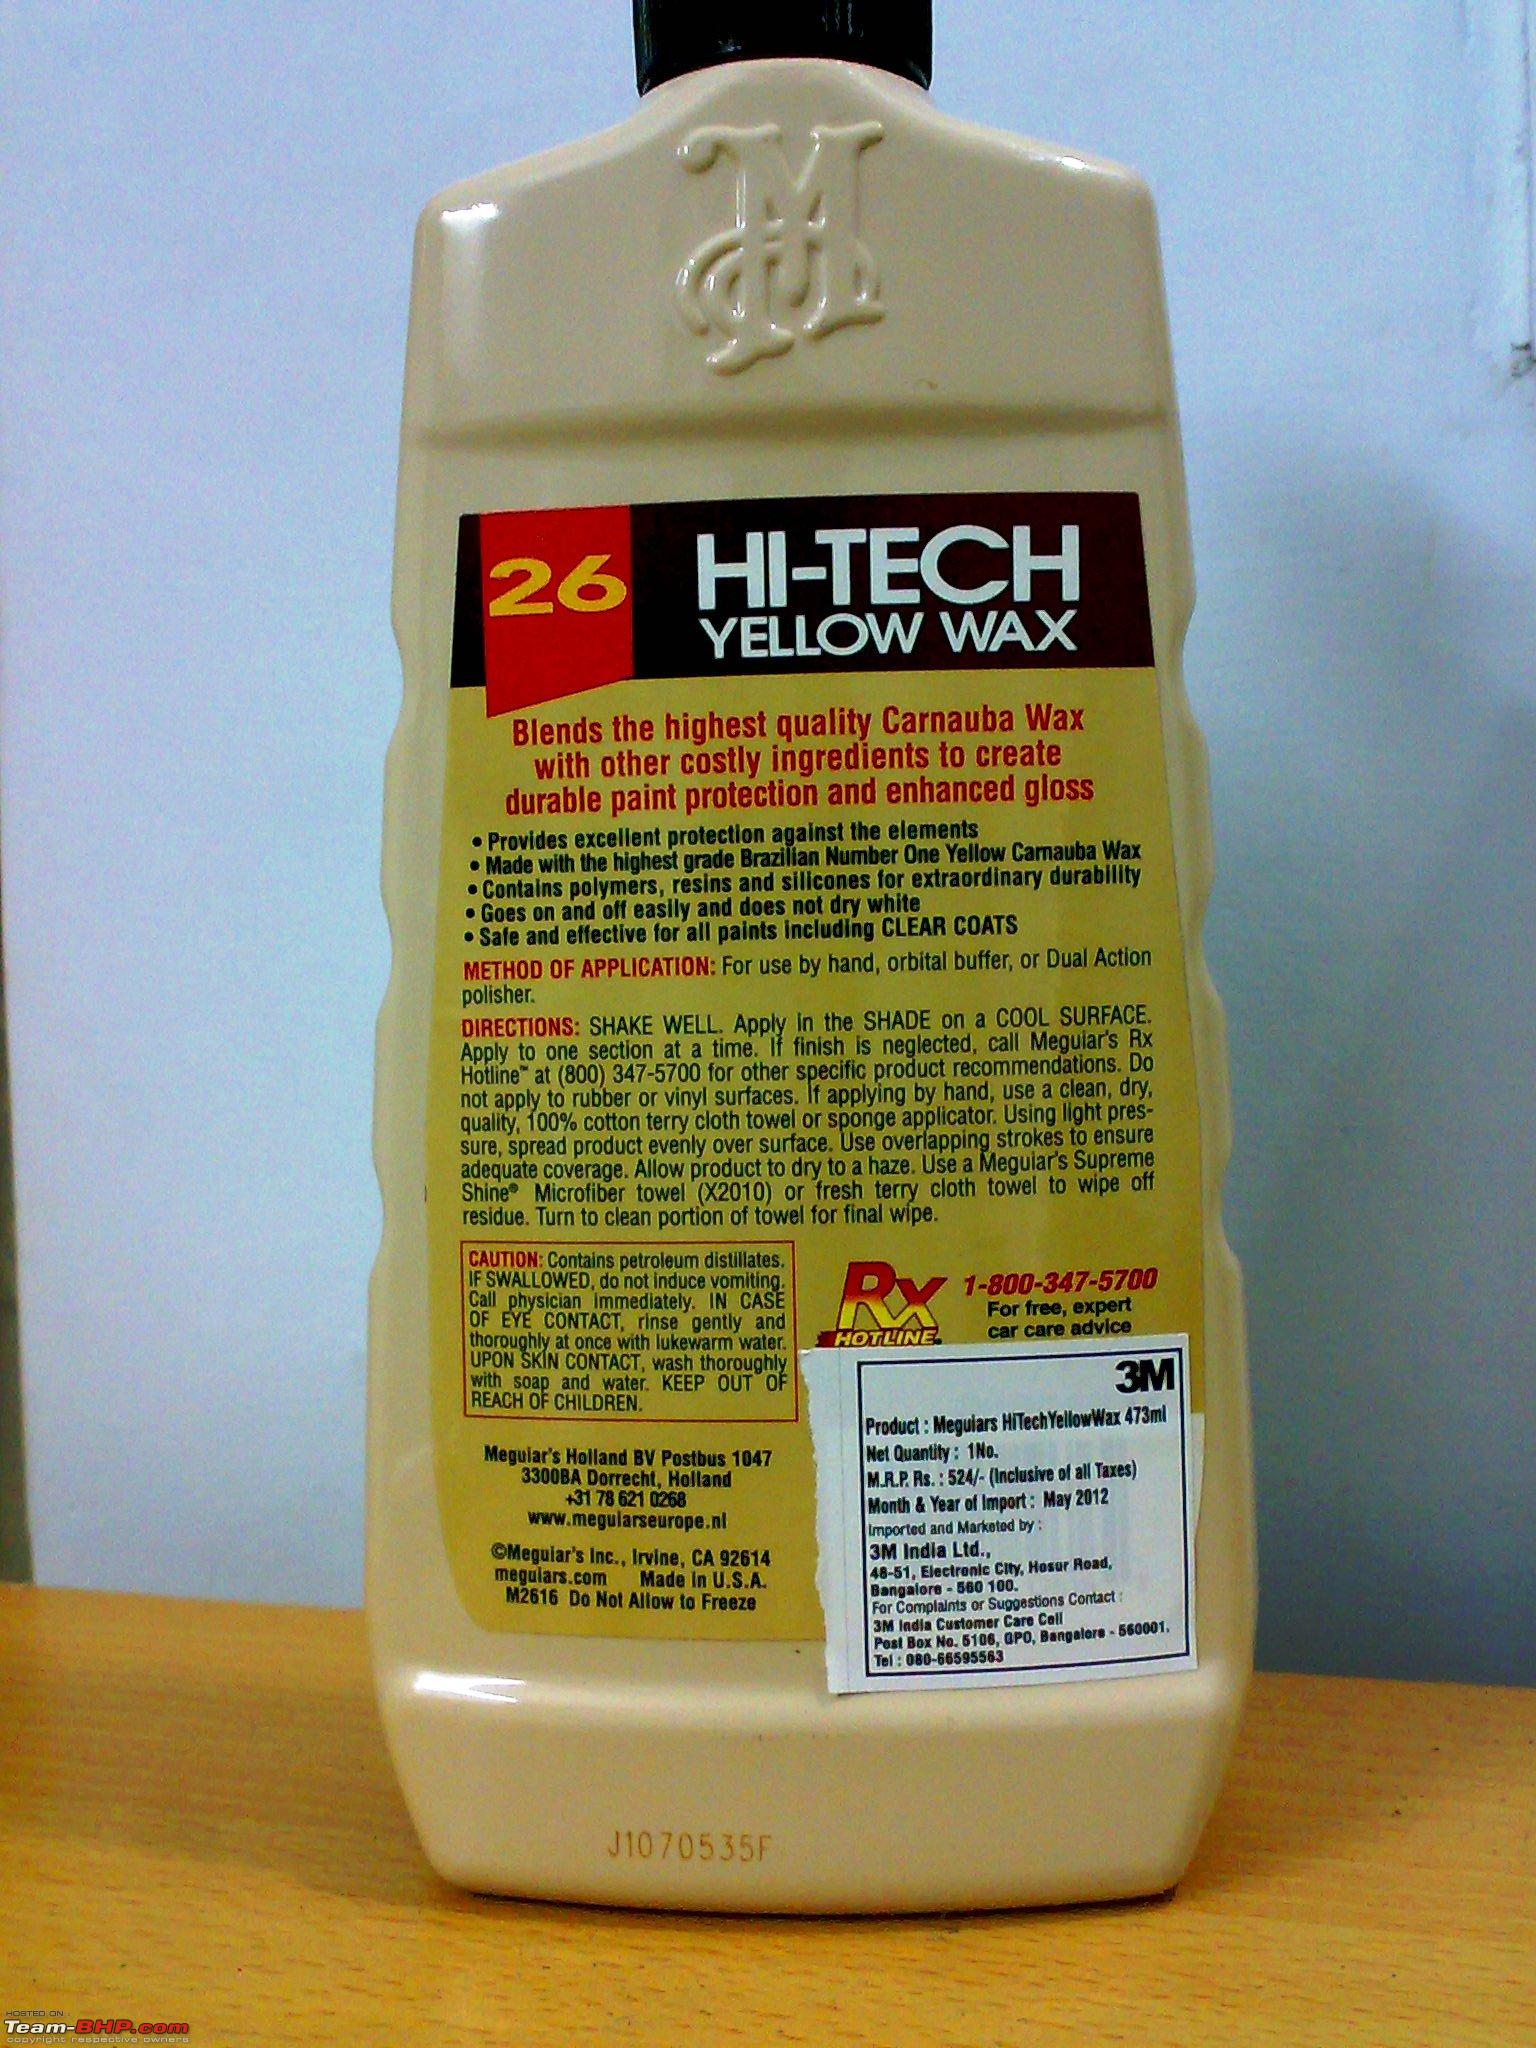 M
26
HI-TECH
YELLOW WAX
Blends the highest quality Carnauba Wax
with other costly ingredients to create
durable paint protection and enhanced gloss
• Provides excellent protection against the elements
• Made with the highest grade Brazilian Number One Yellow Carnauba Wax
• Contains polymers, resins and silicones for extraordinary durability
• Goes on and off easily and does not dry white
• Safe and effective for all paints including CLEAR COATS
METHOD OF APPLICATION: For use by hand, orbital buffer, or Dual Action
polisher.
DIRECTIONS: SHAKE WELL. Apply in the SHADE on a COOL SURFACE.
Apply to one section at a time. If finish is neglected, call Meguiar's Rx
Hotline™ at (800) 347-5700 for other specific product recommendations. Do
not apply to rubber or vinyl surfaces. If applying by hand, use a clean, dry,
quality, 100% cotton terry cloth towel or sponge applicator. Using light pres-
sure, spread product evenly over surface. Use overlapping strokes to ensure
adequate coverage. Allow product to dry to a haze. Use a Meguiar's Supreme
Shine® Microfiber towel (X2010) or fresh terry cloth towel to wipe off
residue. Turn to clean portion of towel for final wipe.
CAUTION: Contains petroleum distillates.
IF SWALLOWED, do not induce vomiting.
Call physician immediately. IN CASE
OF EYE CONTACT, rinse gently and
thoroughly at once with lukewarm water.
UPON SKIN CONTACT, wash thoroughly
with soap and water. KEEP OUT OF
REACH OF CHILDREN.
Rx
HOTLINE
1-800-347-5700
For free, expert
car care advice
Meguiar's Holland BV Postbus 1047
3300BA Dorrecht, Holland
+31 78 621 0268
www.meguiarseurope.nl
©Meguiar's Inc., Irvine, CA 92614
meguiars.com Made in U.S.A.
M2616 Do Not Allow to Freeze
3M
Product : Meguiars HiTechYellowWax 473ml
Net Quantity : 1No.
M.R.P. Rs. : 524/- (Inclusive of all Taxes)
Month & Year of Import : May 2012
Imported and Marketed by :
3M India Ltd.,
48-51, Electronic City, Hosur Road,
Bangalore - 560 100.
For Complaints or Suggestions Contact :
3M India Customer Care Cell
Post Box No. 5106, GPO, Bangalore - 560001.
Tel : 080-66595563
J1070535F
HOSTED ON :
Team-BHP.com
copyright respective owners